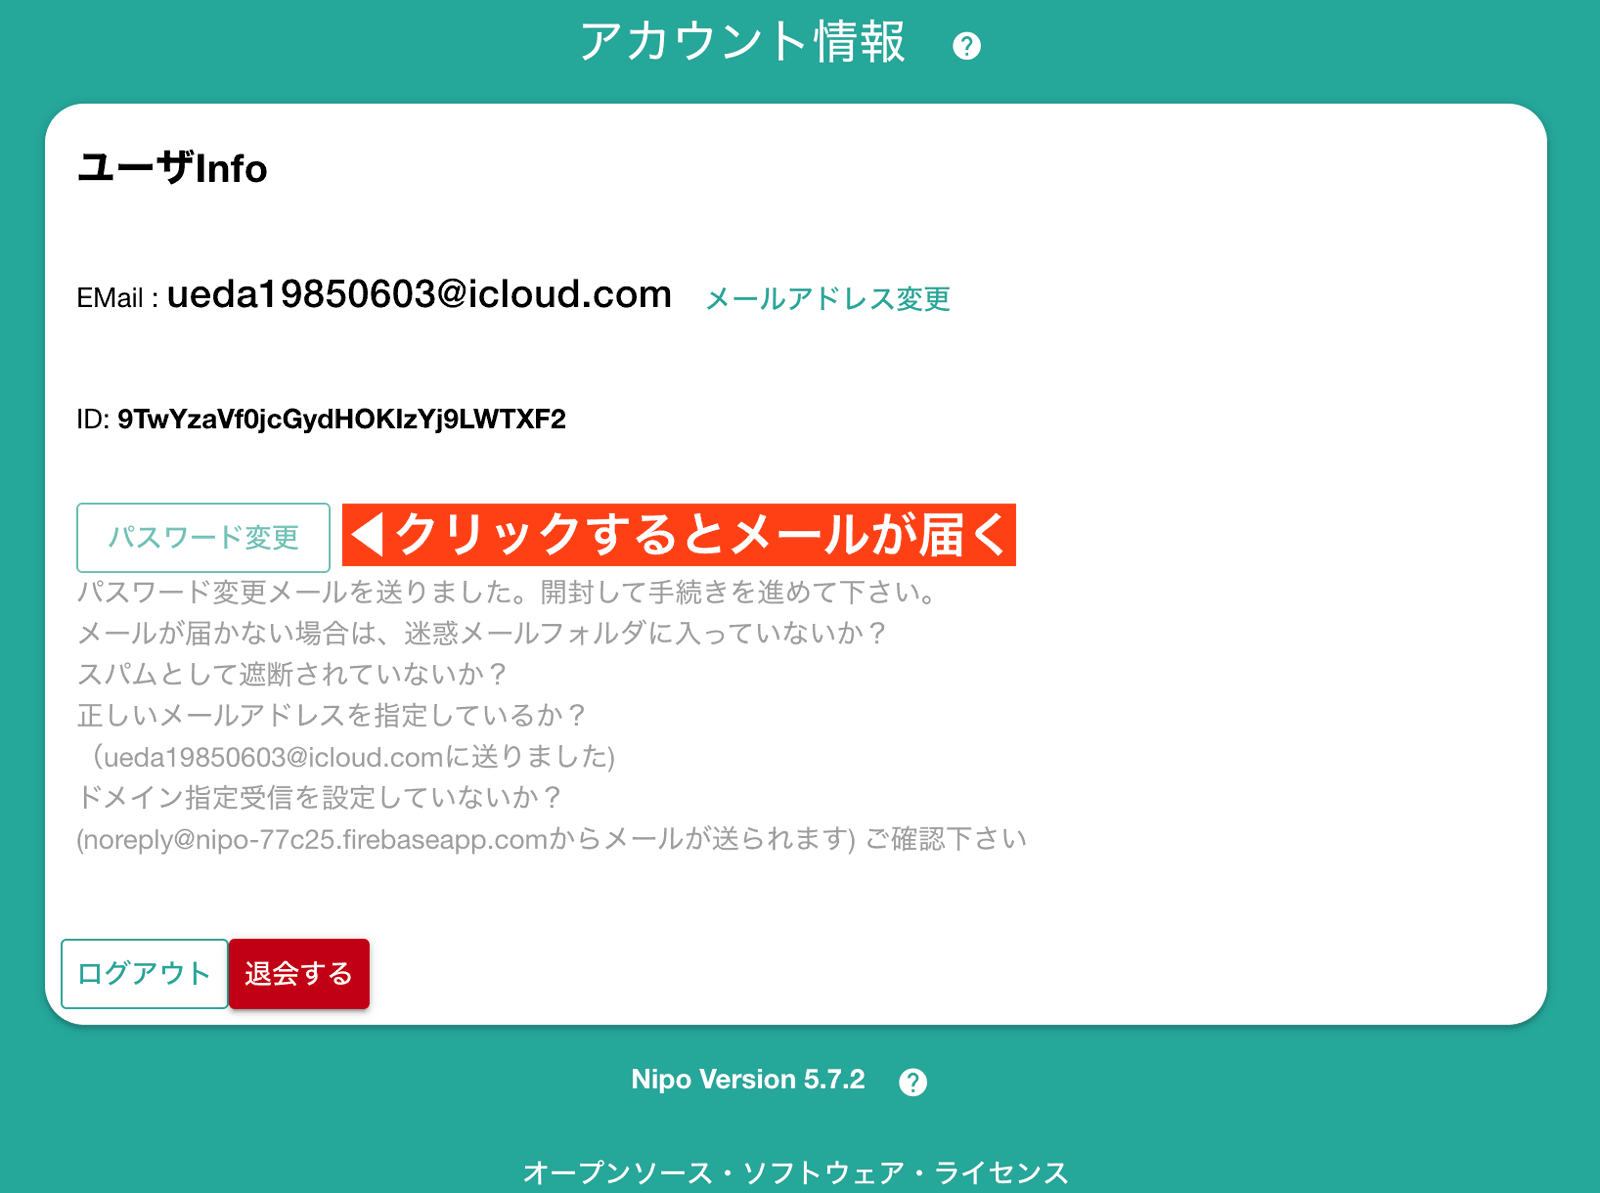 アカウント情報 ?
ユーザInfo
EMail : ueda19850603@icloud.com メールアドレス変更
ID: 9TwYzaVf0jcGydHOKIzYj9LWTXF2
パスワード変更 ◀クリックするとメールが届く
パスワード変更メールを送りました。開封して手続きを進めて下さい。
メールが届かない場合は、迷惑メールフォルダに入っていないか？
スパムとして遮断されていないか？
正しいメールアドレスを指定しているか？
（ueda19850603@icloud.comに送りました)
ドメイン指定受信を設定していないか？
(noreply@nipo-77c25.firebaseapp.comからメールが送られます) ご確認下さい
ログアウト 退会する
Nipo Version 5.7.2 ?
オープンソース・ソフトウェア・ライセンス